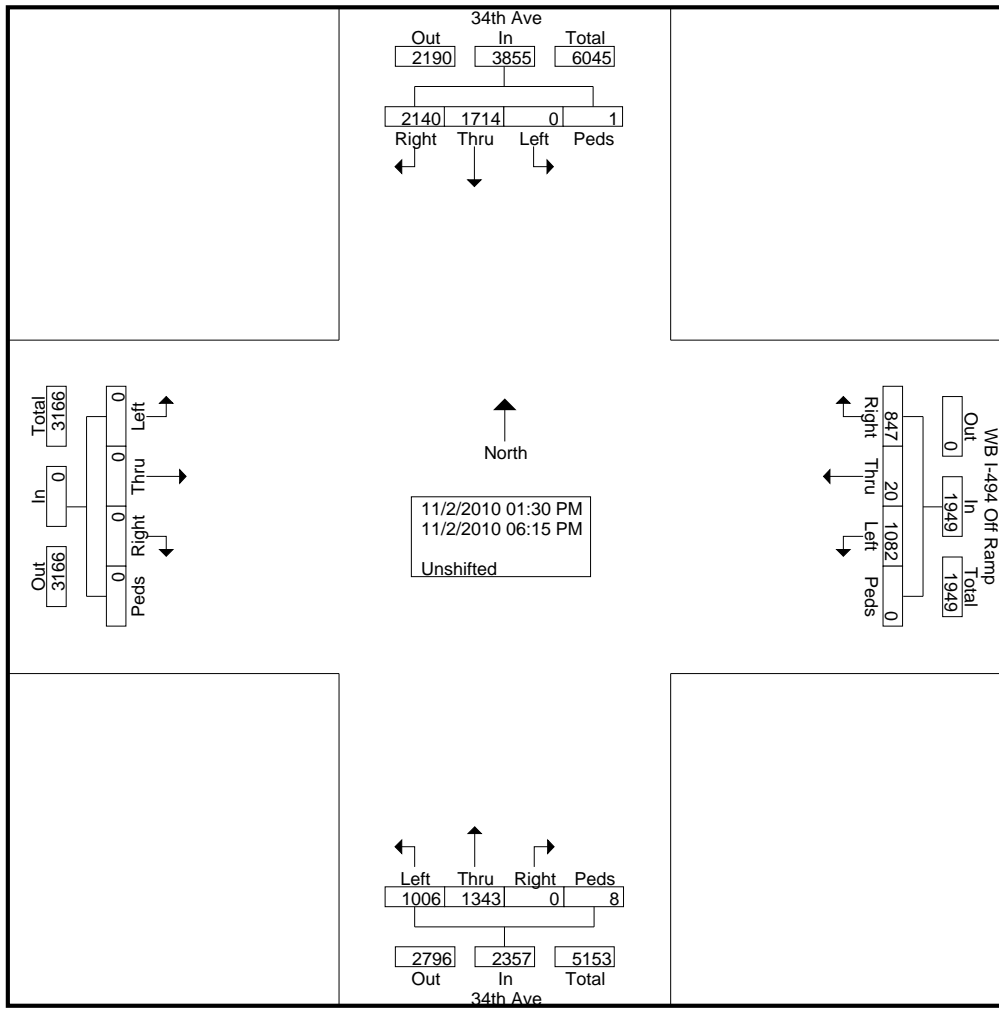 34th Ave
Out In Total
2190 3855 6045
2140 1714 0 1
Right Thru Left Peds
Total 3166
In 0
Out 3166
0 0 0 0
Left Thru Right Peds
North
11/2/2010 01:30 PM
11/2/2010 06:15 PM
Unshifted
WB I-494 Off Ramp
Out In Total
0 1949 1949
847 20 1082 0
Right Thru Left Peds
Left Thru Right Peds
1006 1343 0 8
2796 2357 5153
Out In Total
34th Ave